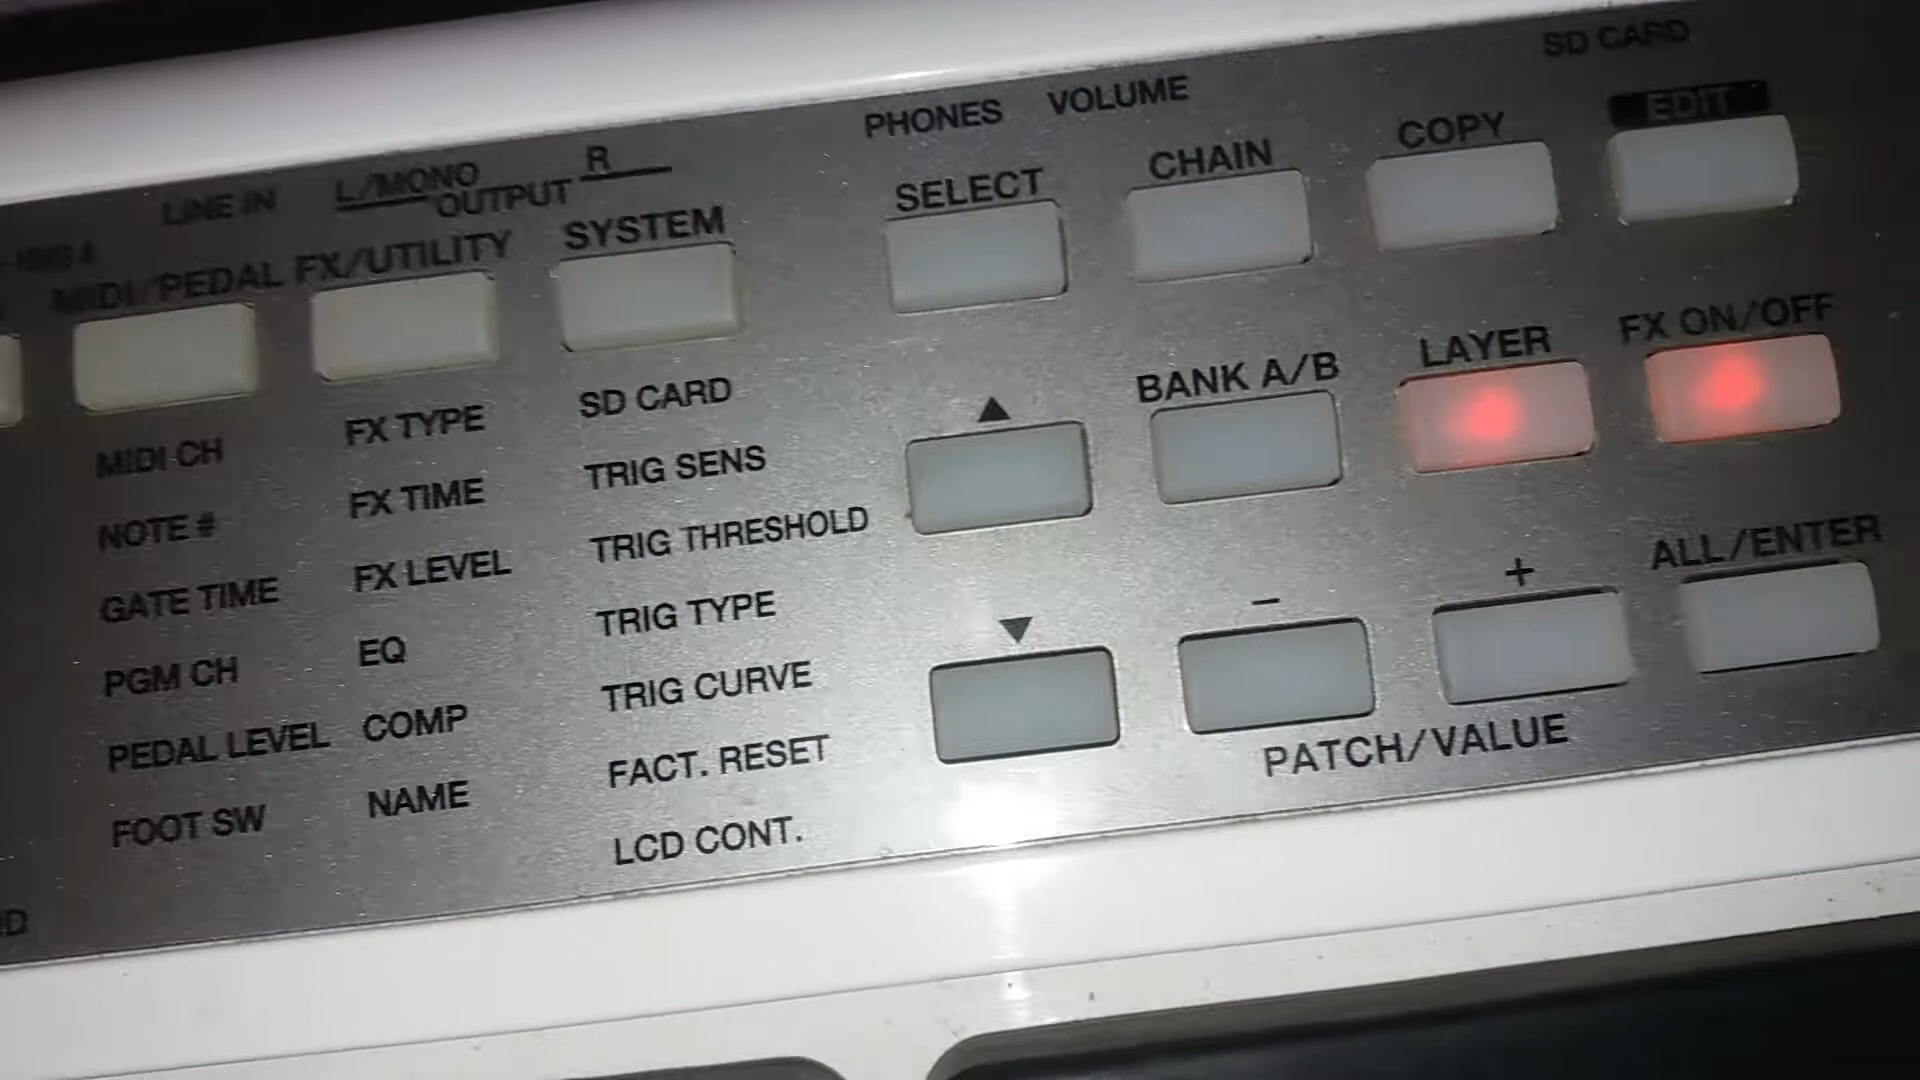 SD CARD
PHONES VOLUME
LINE IN L/MONO R
OUTPUT
EDIT
COPY
CHAIN
SELECT
SYSTEM
MIDI/PEDAL FX/UTILITY
FX ON/OFF
LAYER
BANK A/B
▲
MIDI CH
NOTE #
GATE TIME
PGM CH
PEDAL LEVEL
FOOT SW
FX TYPE
FX TIME
FX LEVEL
EQ
COMP
NAME
SD CARD
TRIG SENS
TRIG THRESHOLD
TRIG TYPE
TRIG CURVE
FACT. RESET
LCD CONT.
▼
−
+
ALL/ENTER
PATCH/VALUE